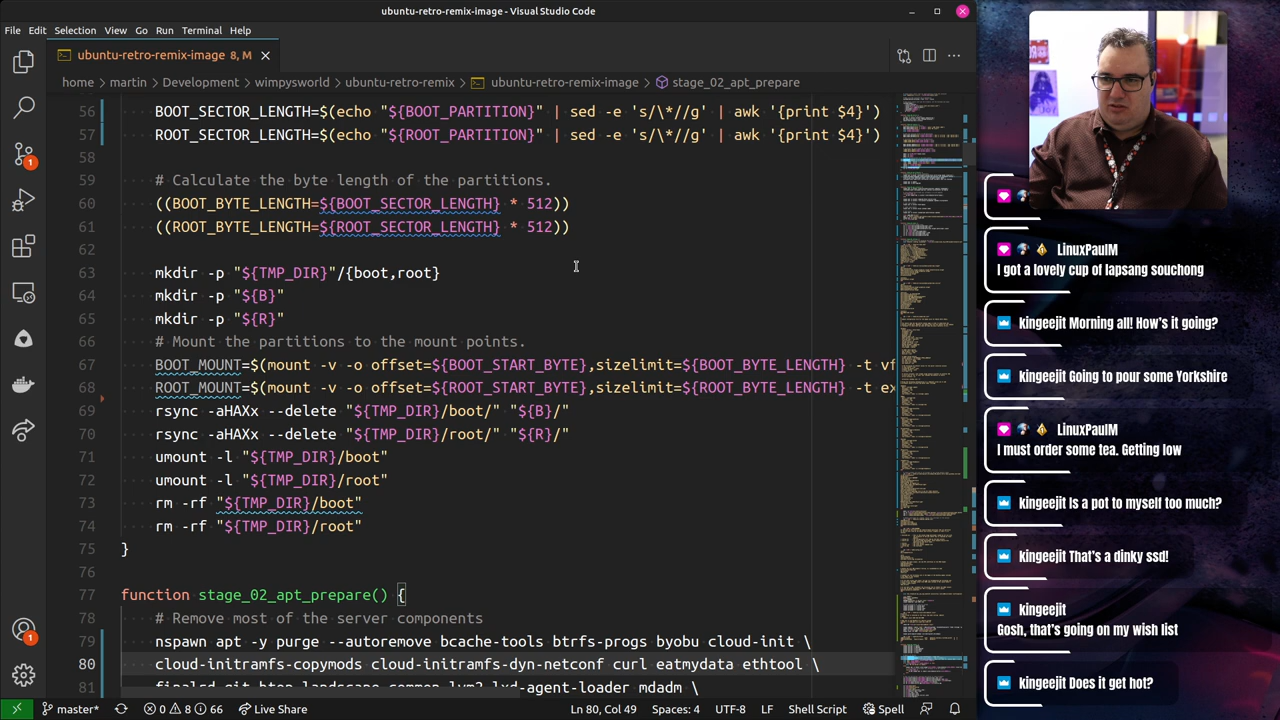 ubuntu-retro-remix-image - Visual Studio Code
File Edit Selection View Go Run Terminal Help
ubuntu-retro-remix-image 8, M
home > martin > Development > wimpysworld > ubuntu-retro-remix > ubuntu-retro-remix-image > stage_02_apt_prepare
56 BOOT_SECTOR_LENGTH=$(echo "${BOOT_PARTITION}" | sed -e 's/\*//g' | awk '{print $4}')
57 ROOT_SECTOR_LENGTH=$(echo "${ROOT_PARTITION}" | sed -e 's/\*//g' | awk '{print $4}')
58
59 # Calculate the byte length of the partitions.
60 ((BOOT_BYTE_LENGTH=${BOOT_SECTOR_LENGTH} * 512))
61 ((ROOT_BYTE_LENGTH=${ROOT_SECTOR_LENGTH} * 512))
62
63 mkdir -p "${TMP_DIR}"/{boot,root}
64 mkdir -p "${B}"
65 mkdir -p "${R}"
66 # Mount the partitions to the mount points.
67 BOOT_MOUNT=$(mount -v -o offset=${BOOT_START_BYTE},sizelimit=${BOOT_BYTE_LENGTH} -t vf
68 ROOT_MOUNT=$(mount -v -o offset=${ROOT_START_BYTE},sizelimit=${ROOT_BYTE_LENGTH} -t ex
69 rsync -aHAXx --delete "${TMP_DIR}/boot/" "${B}/"
70 rsync -aHAXx --delete "${TMP_DIR}/root/" "${R}/"
71 umount -l "${TMP_DIR}/boot"
72 umount -l "${TMP_DIR}/root"
73 rm -rf "${TMP_DIR}/boot"
74 rm -rf "${TMP_DIR}/root"
75 }
76
77 function stage_02_apt_prepare() {
78 # Remove most of the server components
79 nspawn apt-get -y purge --autoremove bcache-tools btrfs-progs byobu cloud-init \
80 cloud-initramfs-copymods cloud-initramfs-dyn-netconf curl eatmydata ethtool \
81 -agent-loader mdadm \
master* 0 8 Live Share Ln 80, Col 49 Spaces: 4 UTF-8 LF Shell Script Spell
LinuxPaulM
I got a lovely cup of lapsang souchong
kingeejit Morning all! How's it going?
kingeejit Going to pour some Yorkshire
LinuxPaulM
I must order some tea. Getting low
kingeejit Is a pot to myself too much?
kingeejit That's a dinky ssd!
kingeejit
Gosh, that's going on my wish list
kingeejit Does it get hot?